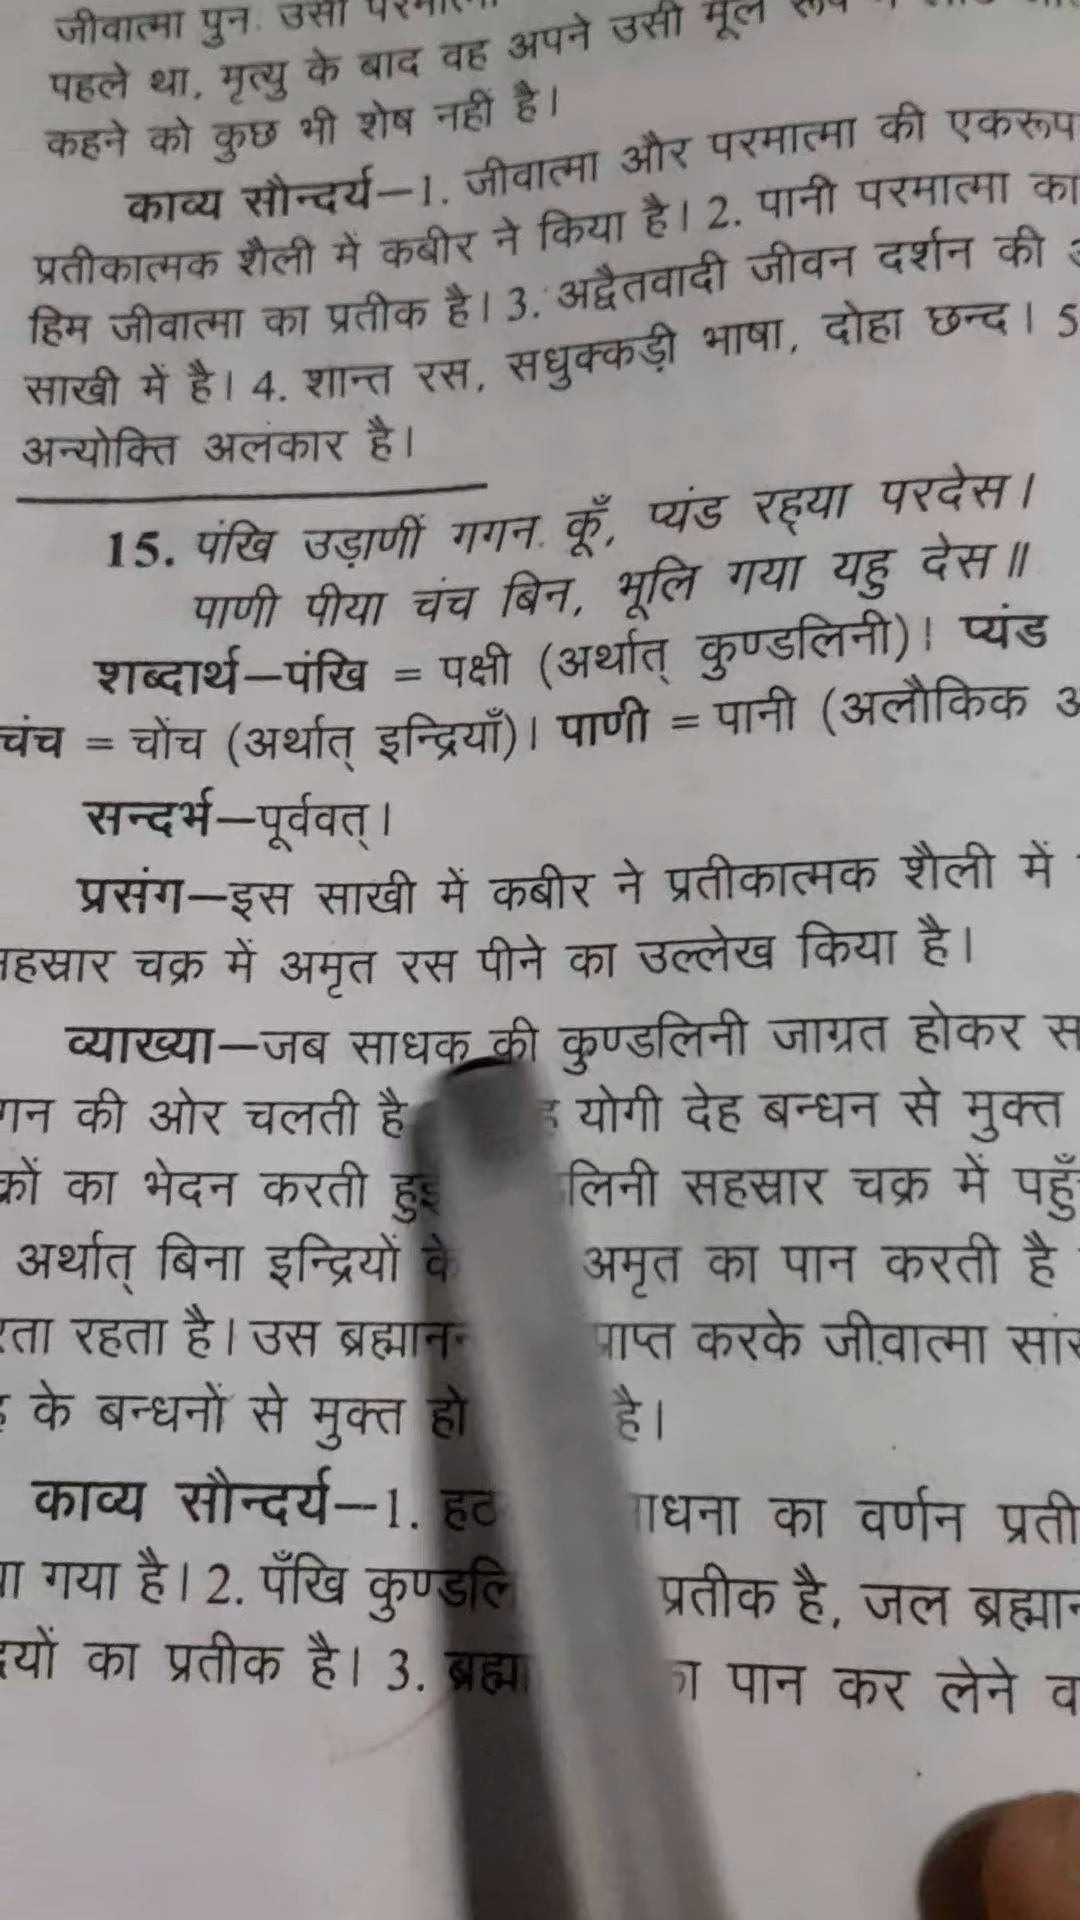 जीवात्मा पुन: उसी
पहले था, मृत्यु के बाद वह अपने उसी मूल
कहने को कुछ भी शेष नहीं है।
काव्य सौन्दर्य—1. जीवात्मा और परमात्मा की एकरूप
प्रतीकात्मक शैली में कबीर ने किया है। 2. पानी परमात्मा का
हिम जीवात्मा का प्रतीक है। 3. अद्वैतवादी जीवन दर्शन की
साखी में है। 4. शान्त रस, सधुक्कड़ी भाषा, दोहा छन्द। 5
अन्योक्ति अलंकार है।
15. पंखि उड़ाणीं गगन कूँ, प्यंड रह्या परदेस।
पाणी पीया चंच बिन, भूलि गया यहु देस॥
शब्दार्थ—पंखि = पक्षी (अर्थात् कुण्डलिनी)। प्यंड
चंच = चोंच (अर्थात् इन्द्रियाँ)। पाणी = पानी (अलौकिक
सन्दर्भ—पूर्ववत्।
प्रसंग—इस साखी में कबीर ने प्रतीकात्मक शैली में
हस्रार चक्र में अमृत रस पीने का उल्लेख किया है।
व्याख्या—जब साधक की कुण्डलिनी जाग्रत होकर स
गन की ओर चलती है योगी देह बन्धन से मुक्त
क्रों का भेदन करती हुई लिनी सहस्रार चक्र में पहुँ
अर्थात् बिना इन्द्रियों के अमृत का पान करती है
रता रहता है। उस ब्रह्मानन प्राप्त करके जीवात्मा सां
के बन्धनों से मुक्त हो है।
काव्य सौन्दर्य—1. हठ ाधना का वर्णन प्रती
गया है। 2. पँखि कुण्डलि प्रतीक है, जल ब्रह्मान
यों का प्रतीक है। 3. ब्रह्मा पान कर लेने व